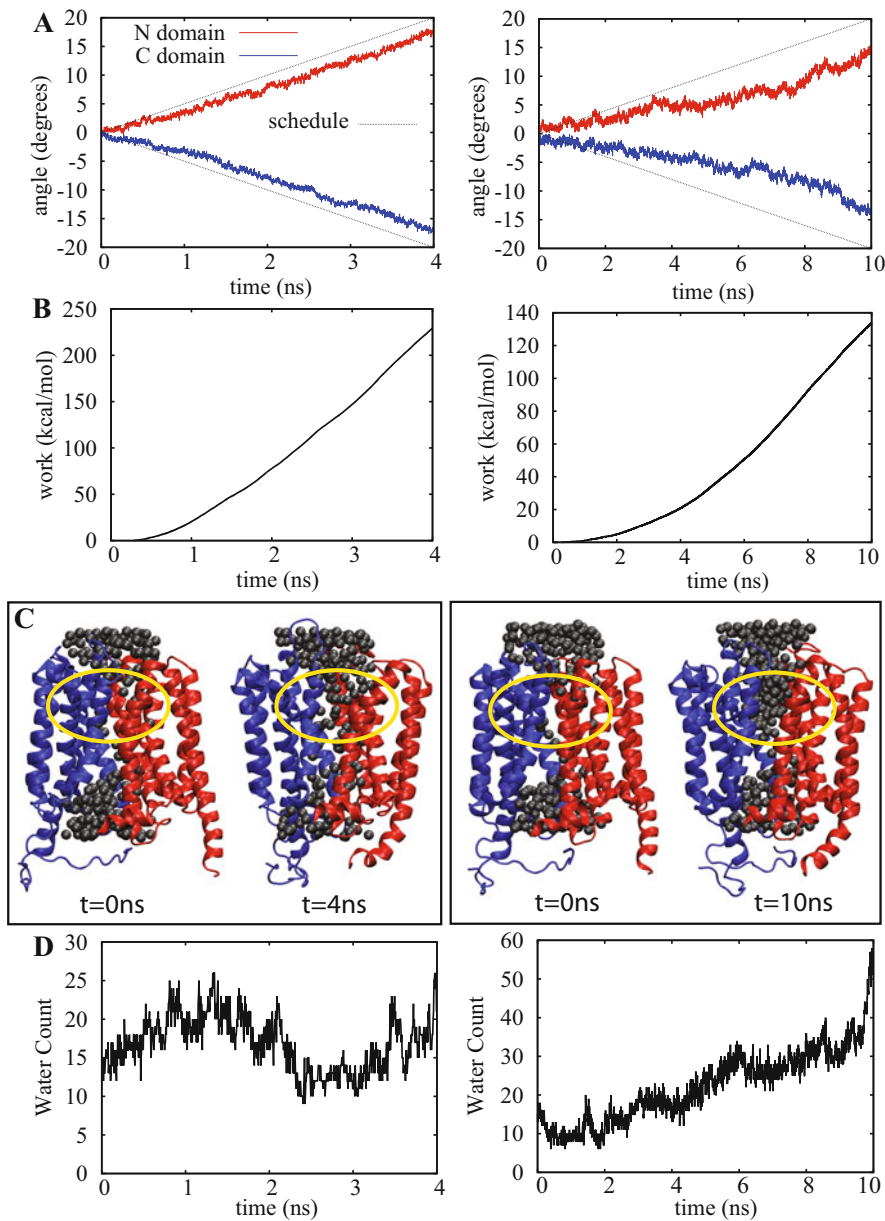 A
angle (degrees)
20
15
10
5
0
-5
-10
-15
-20
N domain
C domain
schedule
0 1 2 3 4
time (ns)
angle (degrees)
20
15
10
5
0
-5
-10
-15
-20
0 2 4 6 8 10
time (ns)
B
work (kcal/mol)
250
200
150
100
50
0
0 1 2 3 4
time (ns)
work (kcal/mol)
140
120
100
80
60
40
20
0
0 2 4 6 8 10
time (ns)
C
t=0ns t=4ns
t=0ns t=10ns
D
Water Count
30
25
20
15
10
5
0
0 1 2 3 4
time (ns)
Water Count
60
50
40
30
20
10
0
0 2 4 6 8 10
time (ns)